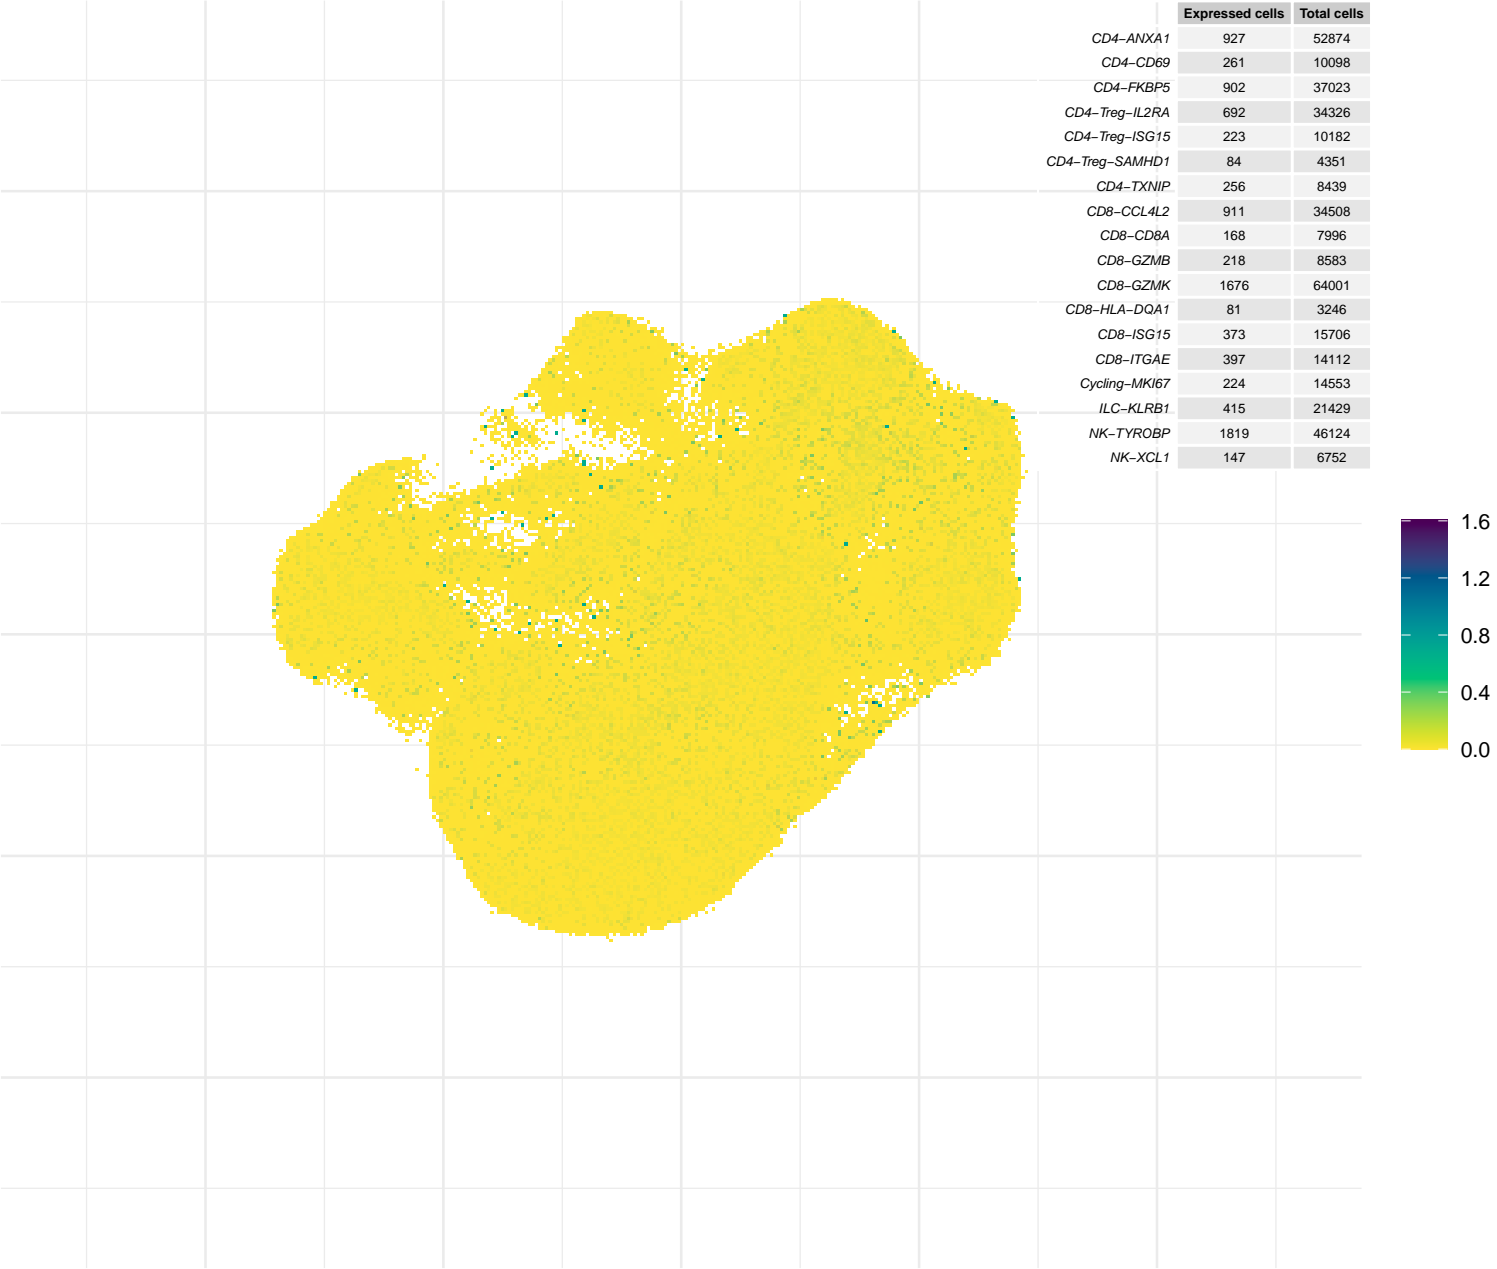 Expressed cells Total cells
CD4−ANXA1 927 52874
CD4−CD69 261 10098
CD4−FKBP5 902 37023
CD4−Treg−IL2RA 692 34326
CD4−Treg−ISG15 223 10182
CD4−Treg−SAMHD1 84 4351
CD4−TXNIP 256 8439
CD8−CCL4L2 911 34508
CD8−CD8A 168 7996
CD8−GZMB 218 8583
CD8−GZMK 1676 64001
CD8−HLA−DQA1 81 3246
CD8−ISG15 373 15706
CD8−ITGAE 397 14112
Cycling−MKI67 224 14553
ILC−KLRB1 415 21429
NK−TYROBP 1819 46124
NK−XCL1 147 6752
1.6
1.2
0.8
0.4
0.0